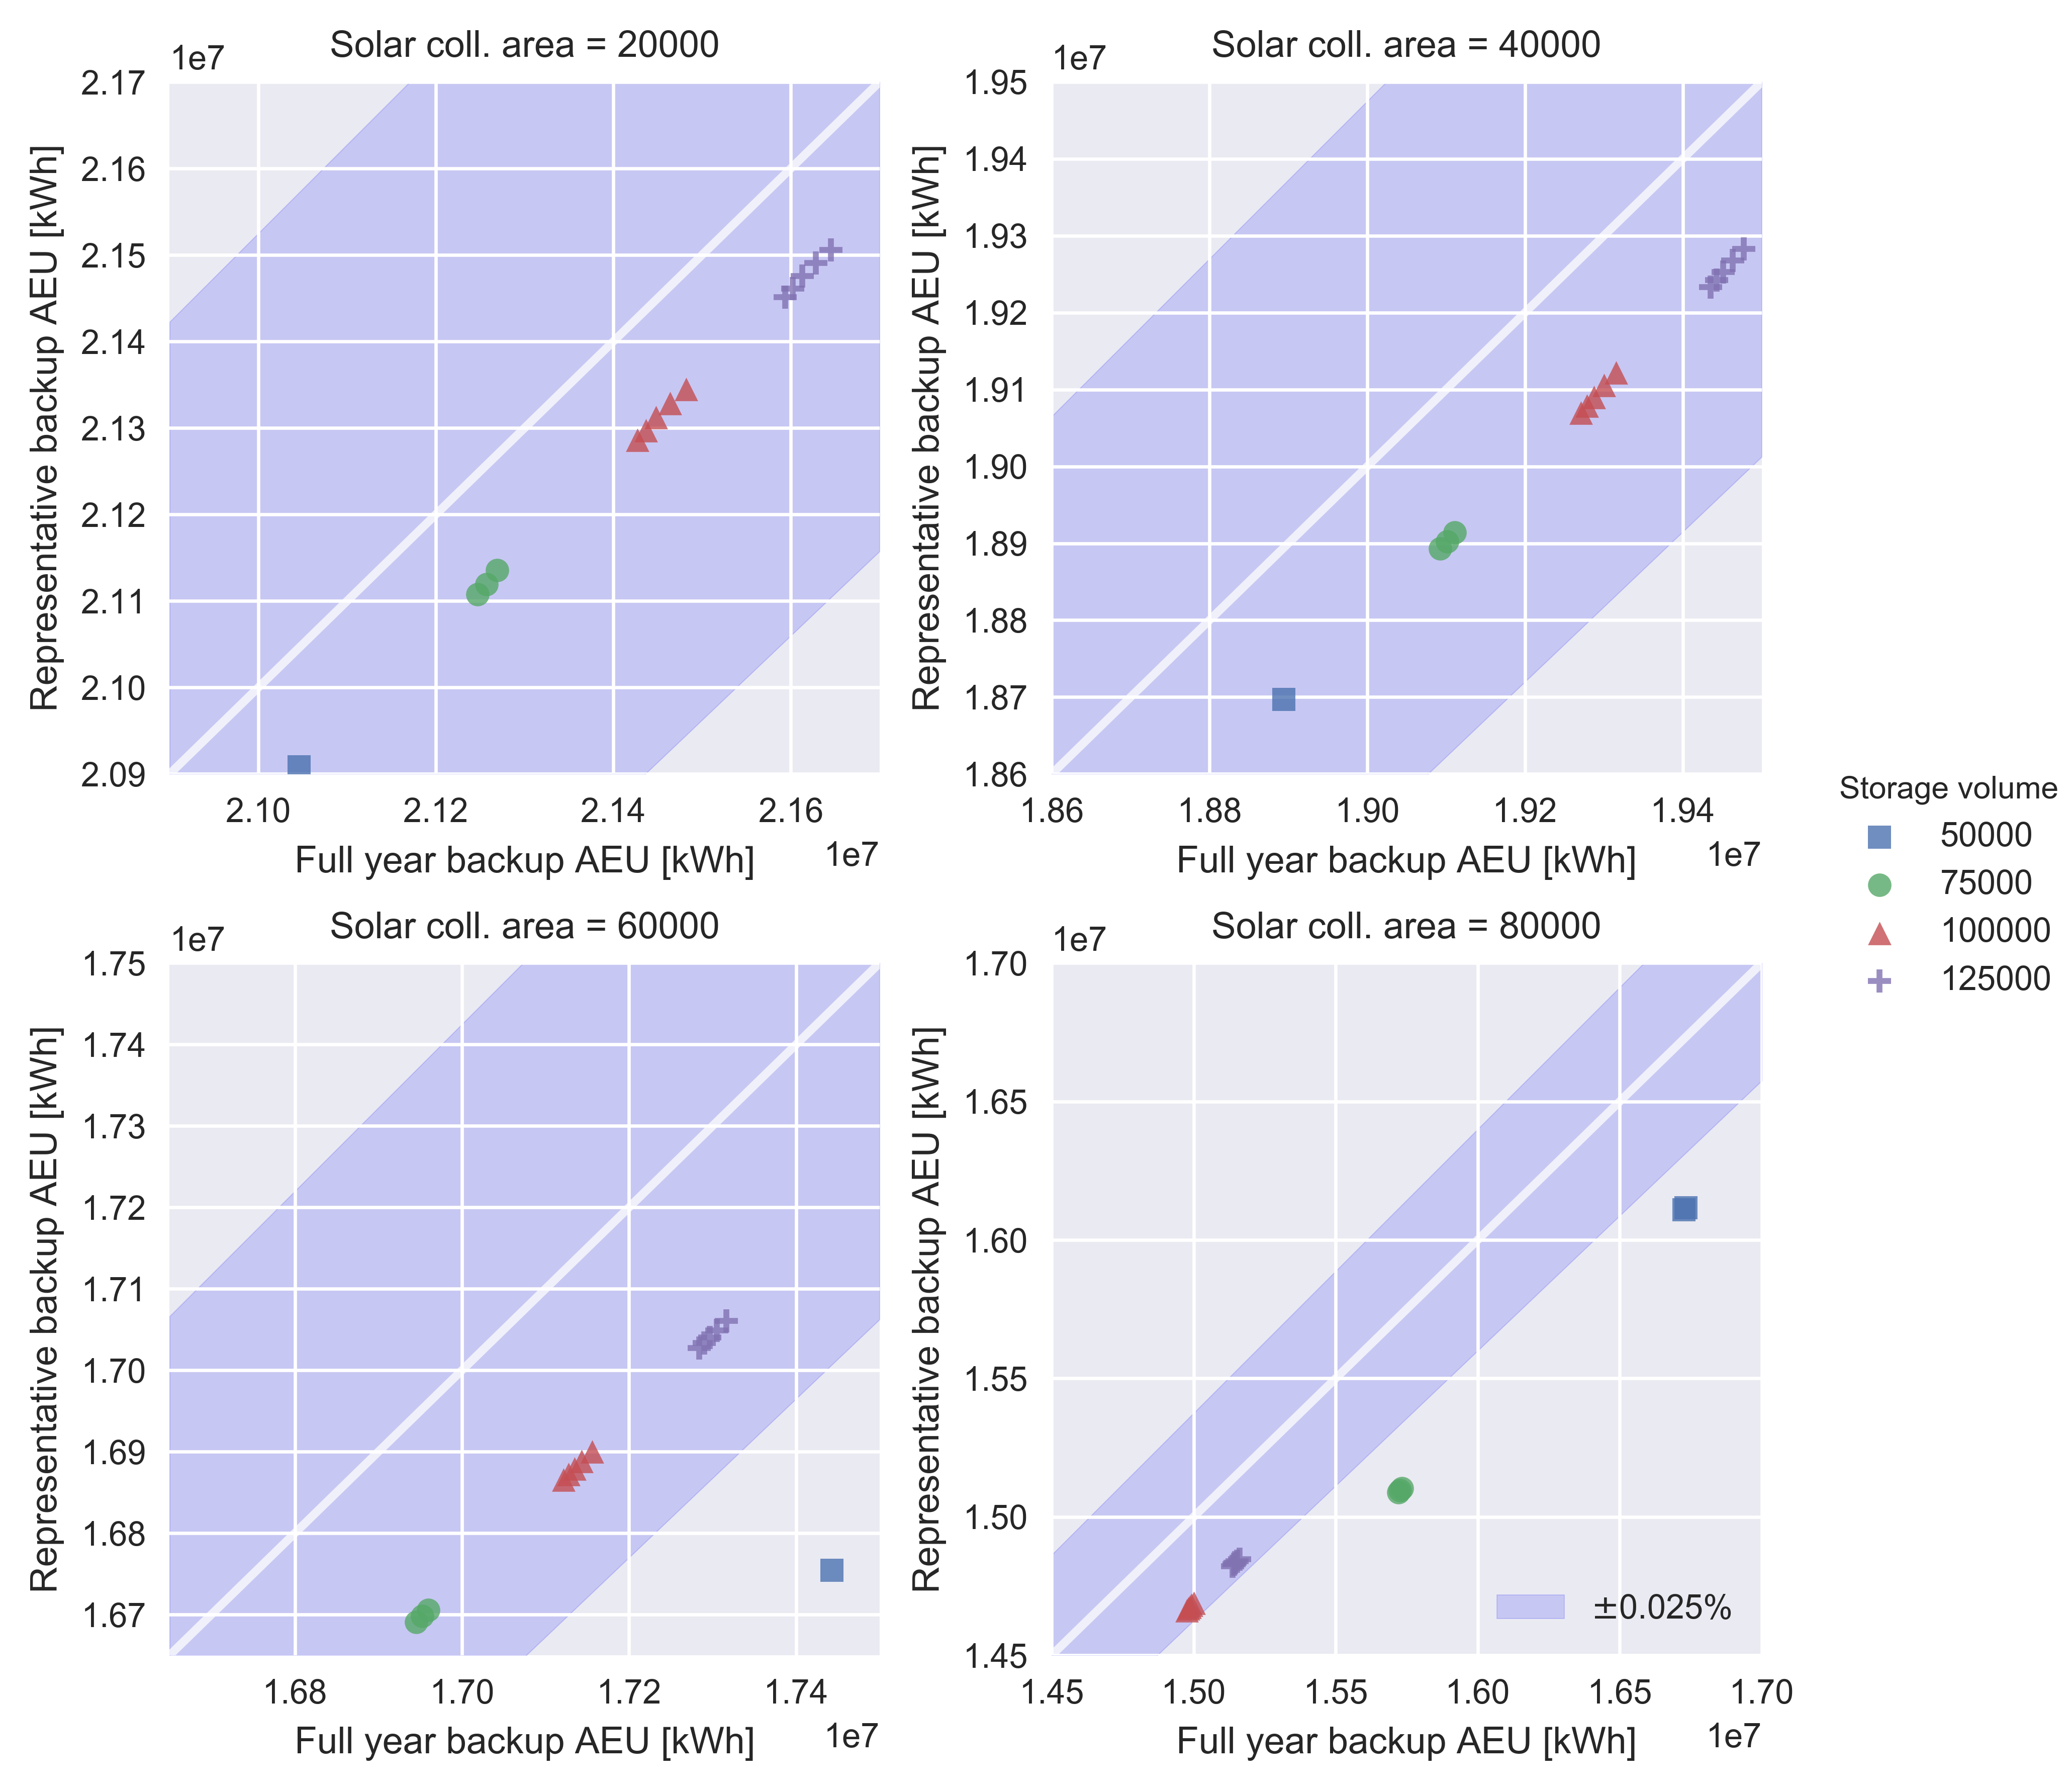 Solar coll. area = 20000
1e7
2.17
2.16
2.15
2.14
2.13
2.12
2.11
2.10
2.09
Representative backup AEU [kWh]
2.10 2.12 2.14 2.16
Full year backup AEU [kWh]
1e7
Solar coll. area = 40000
1e7
1.95
1.94
1.93
1.92
1.91
1.90
1.89
1.88
1.87
1.86
Representative backup AEU [kWh]
1.86 1.88 1.90 1.92 1.94
Full year backup AEU [kWh]
1e7
Storage volume
50000
75000
100000
125000
Solar coll. area = 60000
1e7
1.75
1.74
1.73
1.72
1.71
1.70
1.69
1.68
1.67
Representative backup AEU [kWh]
1.68 1.70 1.72 1.74
Full year backup AEU [kWh]
1e7
Solar coll. area = 80000
1e7
1.70
1.65
1.60
1.55
1.50
1.45
Representative backup AEU [kWh]
±0.025%
1.45 1.50 1.55 1.60 1.65 1.70
Full year backup AEU [kWh]
1e7